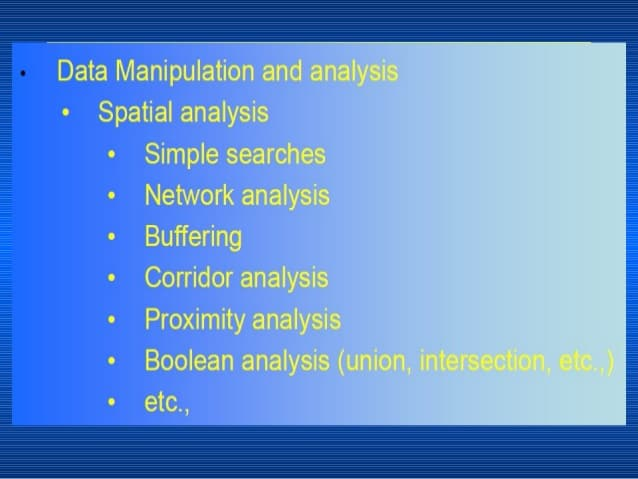 • Data Manipulation and analysis
• Spatial analysis
• Simple searches
• Network analysis
• Buffering
• Corridor analysis
• Proximity analysis
• Boolean analysis (union, intersection, etc.,)
• etc.,